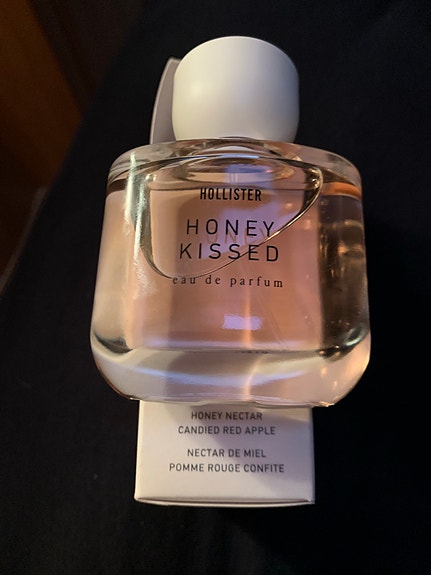 HOLLISTER
HONEY
KISSED
eau de parfum
HONEY NECTAR
CANDIED RED APPLE
NECTAR DE MIEL
POMME ROUGE CONFITE